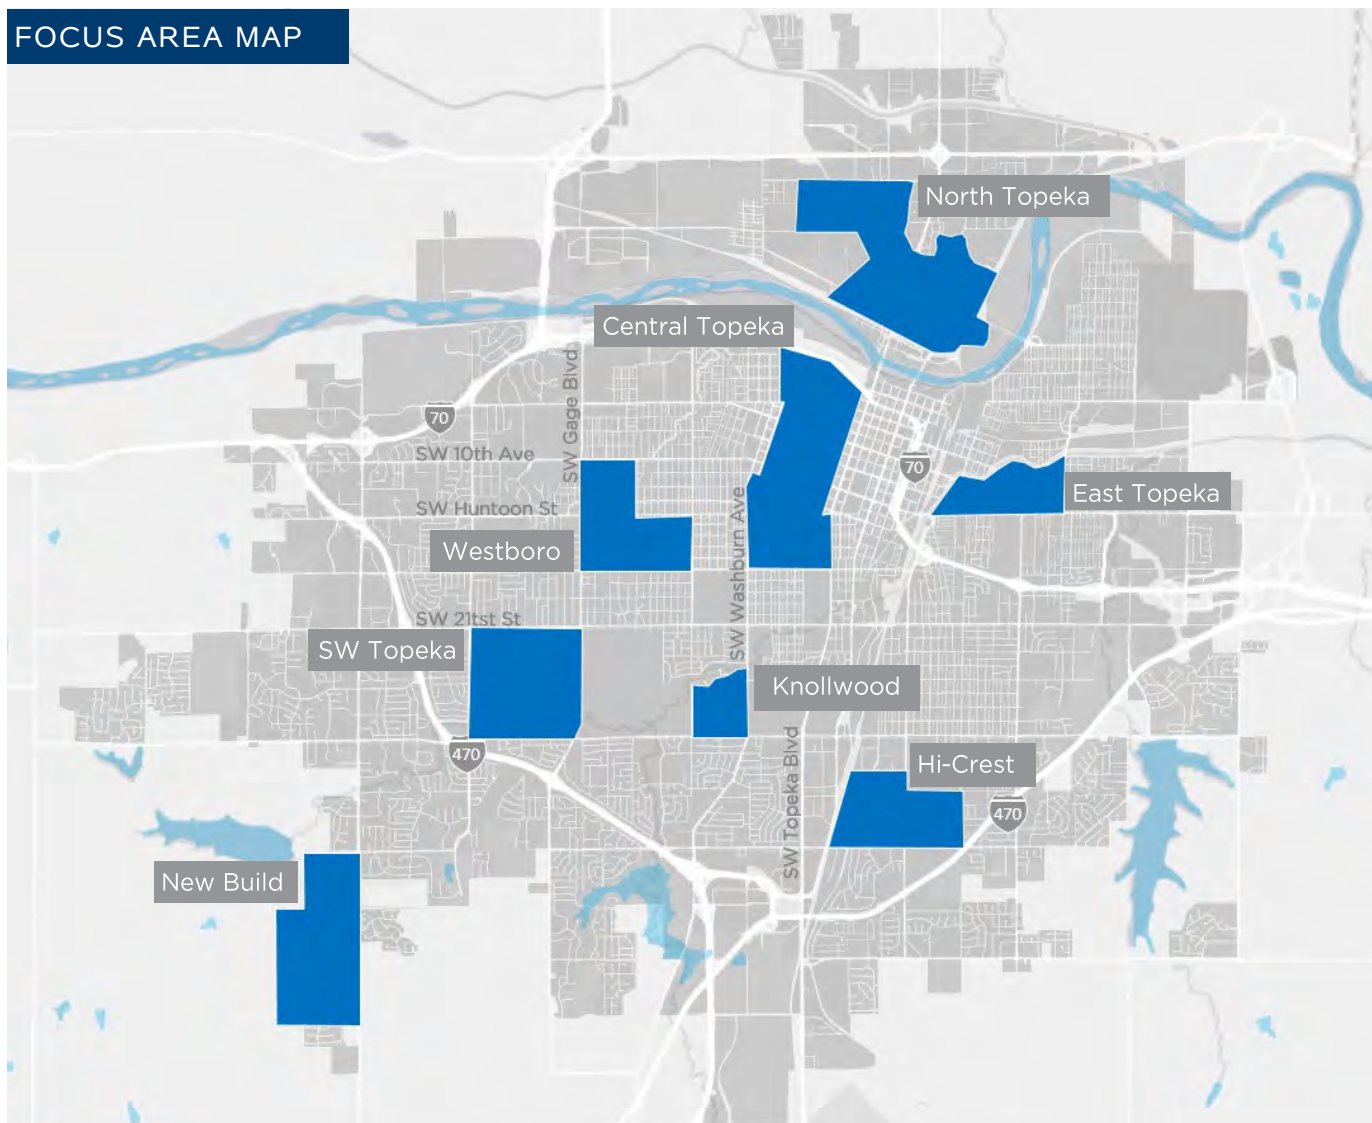 FOCUS AREA MAP
North Topeka
Central Topeka
SW Gage Blvd
70
SW 10th Ave
70
East Topeka
SW Huntoon St
SW Washburn Ave
Westboro
SW 21tst St
SW Topeka
Knollwood
470
SW Topeka Blvd
Hi-Crest
470
New Build